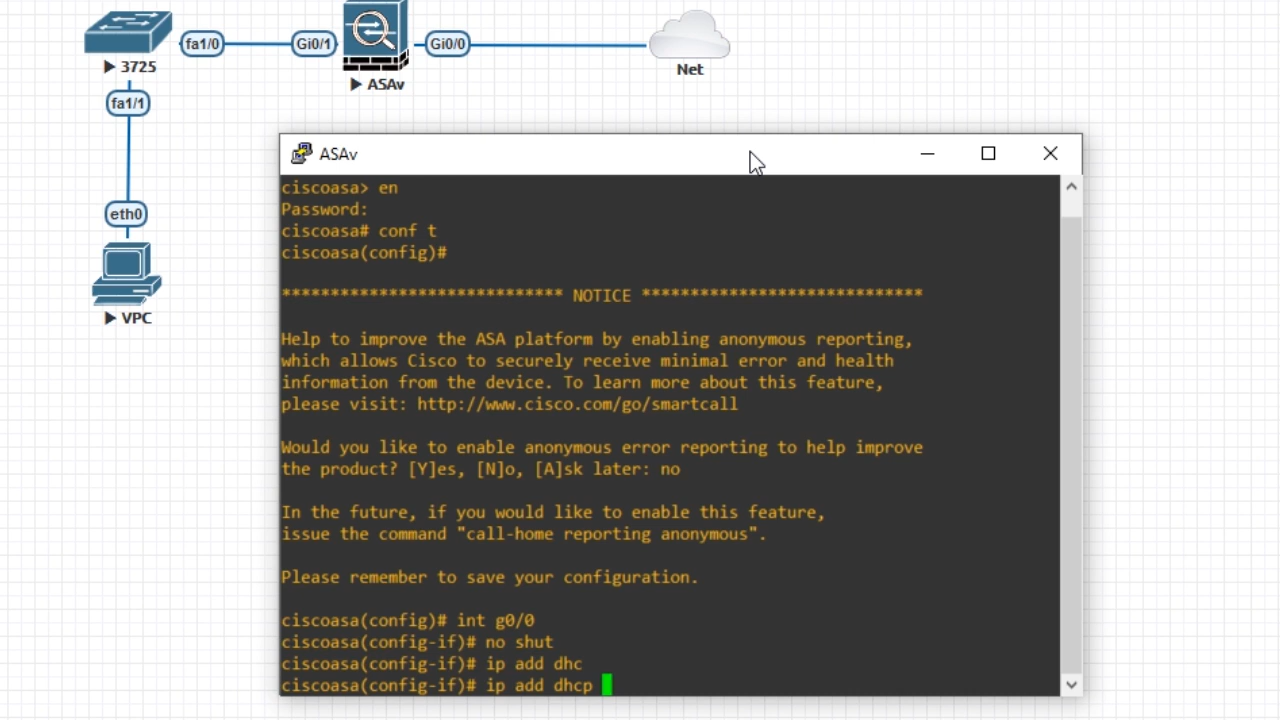 fa1/0
Gi0/1
Gi0/0
3725
ASAv
Net
fa1/1
eth0
VPC
ASAv
ciscoasa> en
Password:
ciscoasa# conf t
ciscoasa(config)#
***************************** NOTICE *****************************
Help to improve the ASA platform by enabling anonymous reporting,
which allows Cisco to securely receive minimal error and health
information from the device. To learn more about this feature,
please visit: http://www.cisco.com/go/smartcall
Would you like to enable anonymous error reporting to help improve
the product? [Y]es, [N]o, [A]sk later: no
In the future, if you would like to enable this feature,
issue the command "call-home reporting anonymous".
Please remember to save your configuration.
ciscoasa(config)# int g0/0
ciscoasa(config-if)# no shut
ciscoasa(config-if)# ip add dhc
ciscoasa(config-if)# ip add dhcp